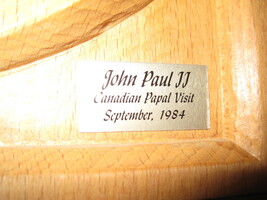 John Paul II
Canadian Papal Visit
September, 1984